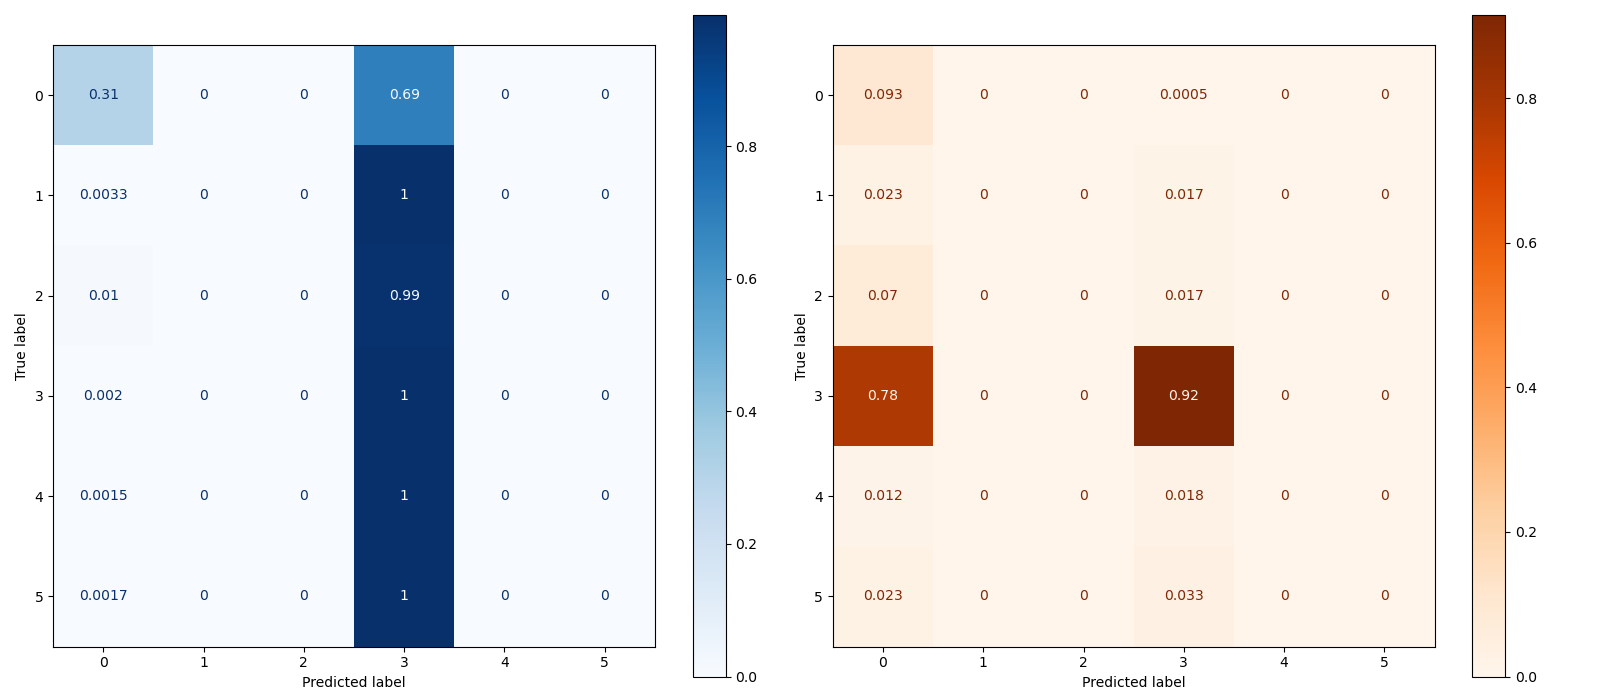 0 0.31 0 0 0.69 0 0
1 0.0033 0 0 1 0 0
2 0.01 0 0 0.99 0 0
3 0.002 0 0 1 0 0
4 0.0015 0 0 1 0 0
5 0.0017 0 0 1 0 0
0 1 2 3 4 5
True label
Predicted label
0.8
0.6
0.4
0.2
0.0
0 0.093 0 0 0.0005 0 0
1 0.023 0 0 0.017 0 0
2 0.07 0 0 0.017 0 0
3 0.78 0 0 0.92 0 0
4 0.012 0 0 0.018 0 0
5 0.023 0 0 0.033 0 0
0 1 2 3 4 5
True label
Predicted label
0.8
0.6
0.4
0.2
0.0